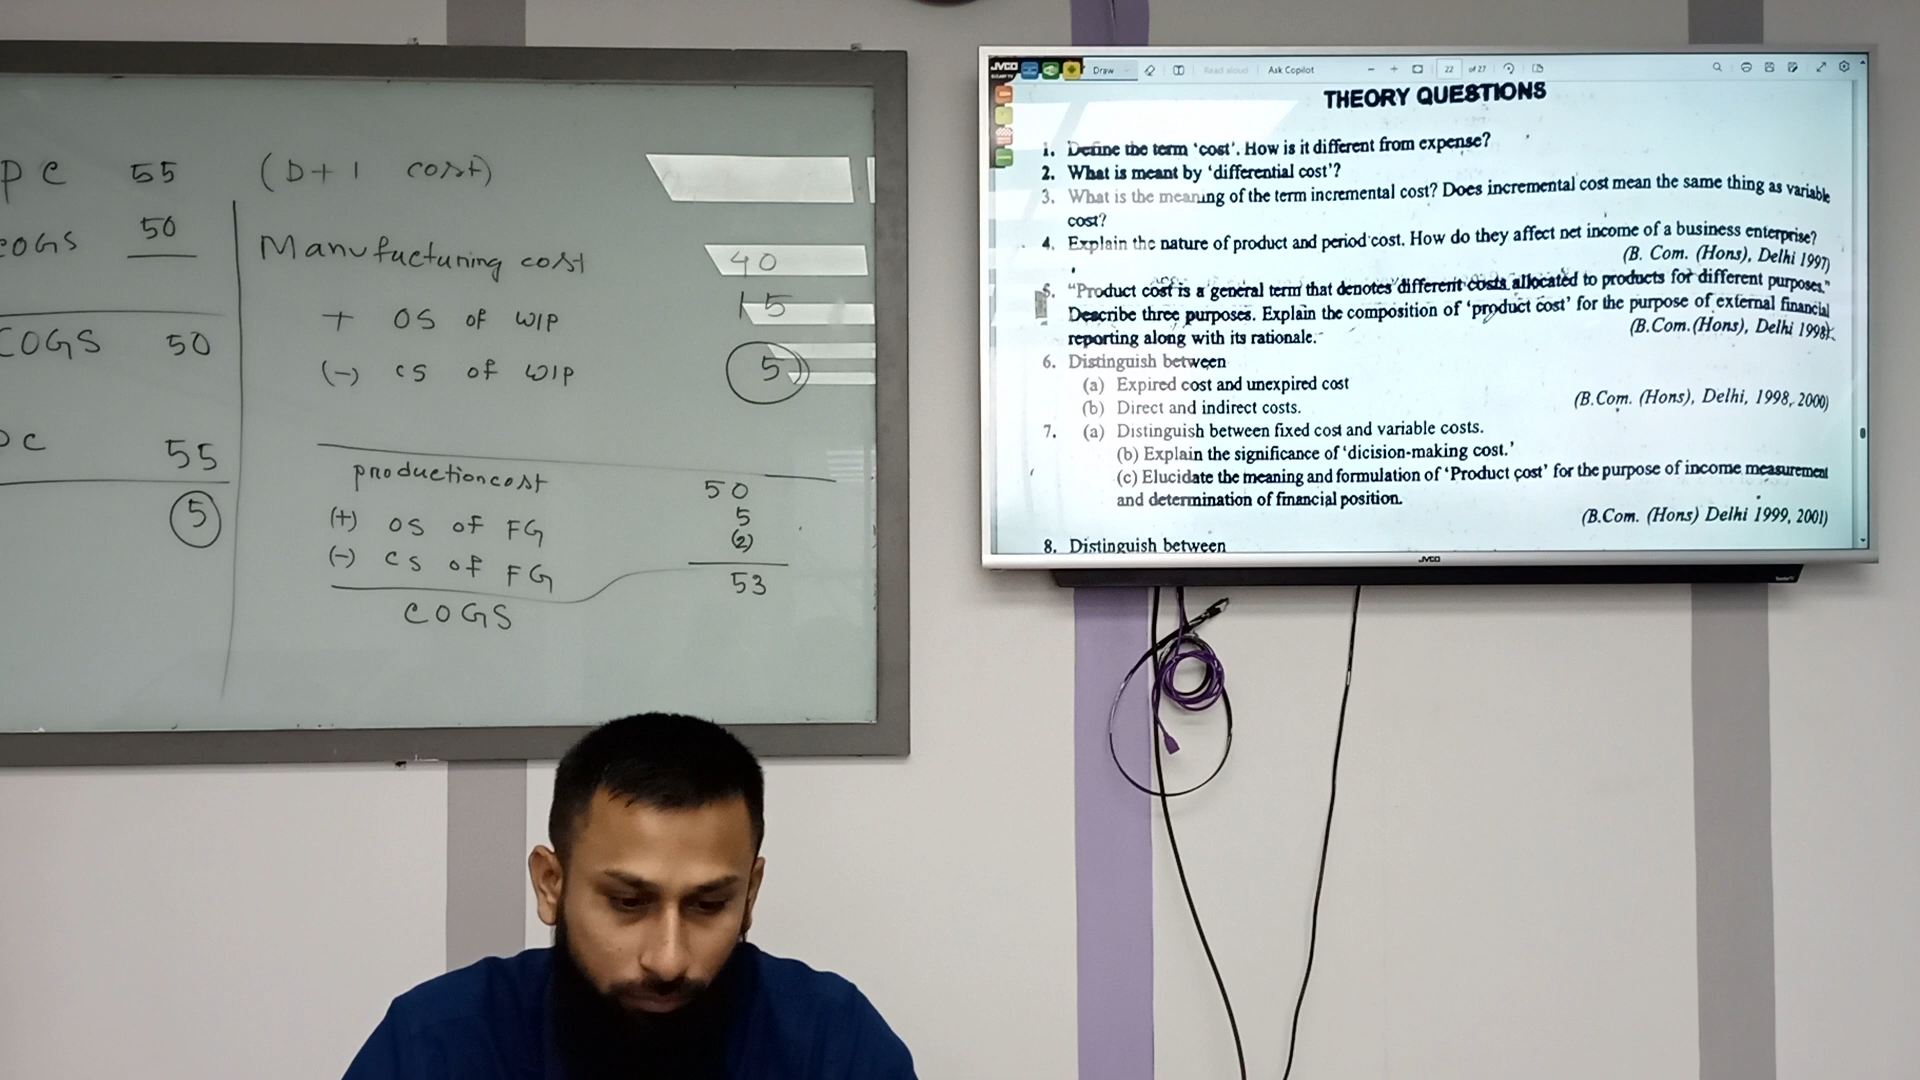 PC 55
COGS 50
COGS 50
55
5
(D+I cost)
Manufucturing cost 40
+ OS of WIP 15
(-) CS of WIP 5
production cost 50
(+) OS of FG 5
(-) CS of FG (2)
COGS 53
JVCO
Draw
Read aloud
Ask Copilot
22 of 27
THEORY QUESTIONS
1. Define the term 'cost'. How is it different from expense?
2. What is meant by 'differential cost'?
3. What is the meaning of the term incremental cost? Does incremental cost mean the same thing as variable
cost?
4. Explain the nature of product and period cost. How do they affect net income of a business enterprise?
(B. Com. (Hons), Delhi 1997)
5. "Product cost is a general term that denotes different costs allocated to products for different purposes."
Describe three purposes. Explain the composition of 'product cost' for the purpose of external financial
reporting along with its rationale.
(B.Com.(Hons), Delhi 1998)
6. Distinguish between
(a) Expired cost and unexpired cost
(b) Direct and indirect costs.
(B.Com. (Hons), Delhi, 1998, 2000)
7. (a) Distinguish between fixed cost and variable costs.
(b) Explain the significance of 'dicision-making cost.'
(c) Elucidate the meaning and formulation of 'Product cost' for the purpose of income measurement
and determination of financial position.
(B.Com. (Hons) Delhi 1999, 2001)
8. Distinguish between
JVCO